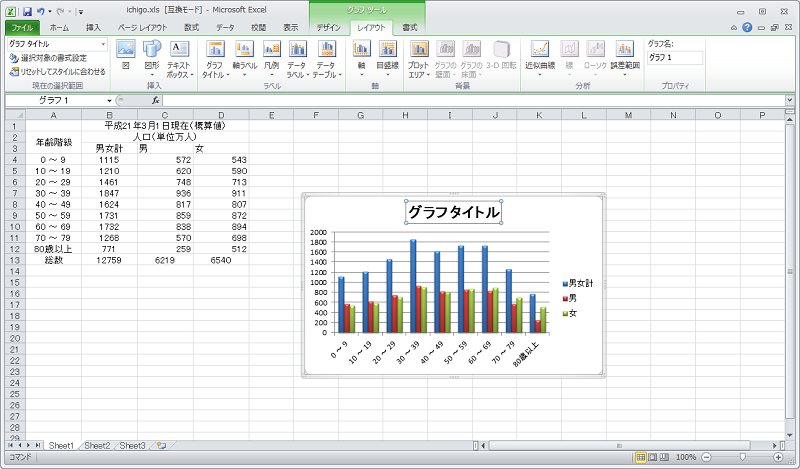 ichigo.xls [互換モード] - Microsoft Excel
グラフ ツール
ファイル ホーム 挿入 ページ レイアウト 数式 データ 校閲 表示 デザイン レイアウト 書式
グラフ タイトル
選択対象の書式設定
リセットしてスタイルに合わせる
現在の選択範囲
図 図形 テキスト ボックス
挿入
グラフ タイトル 軸ラベル 凡例 データ ラベル データ テーブル
ラベル
軸 目盛線
軸
プロット エリア グラフの 壁面 グラフの 床面 3-D 回転
背景
近似曲線 線 ローソク 誤差範囲
分析
グラフ名:
グラフ 1
プロパティ
グラフ 1 fx
A B C D E F G H I J K L M N O P
1 平成21年3月1日現在(概算値)
2 年齢階級 人口(単位万人)
3 男女計 男 女
4 0 ~ 9 1115 572 543
5 10 ~ 19 1210 620 590
6 20 ~ 29 1461 748 713
7 30 ~ 39 1847 936 911
8 40 ~ 49 1624 817 807
9 50 ~ 59 1731 859 872
10 60 ~ 69 1732 838 894
11 70 ~ 79 1268 570 698
12 80歳以上 771 259 512
13 総数 12759 6219 6540
14
15
16
17
18
19
20
21
22
23
24
25
26
27
28
29
グラフタイトル
2000
1800
1600
1400
1200
1000
800
600
400
200
0
0 ~ 9 10 ~ 19 20 ~ 29 30 ~ 39 40 ~ 49 50 ~ 59 60 ~ 69 70 ~ 79 80歳以上
男女計
男
女
Sheet1 Sheet2 Sheet3
コマンド 100%